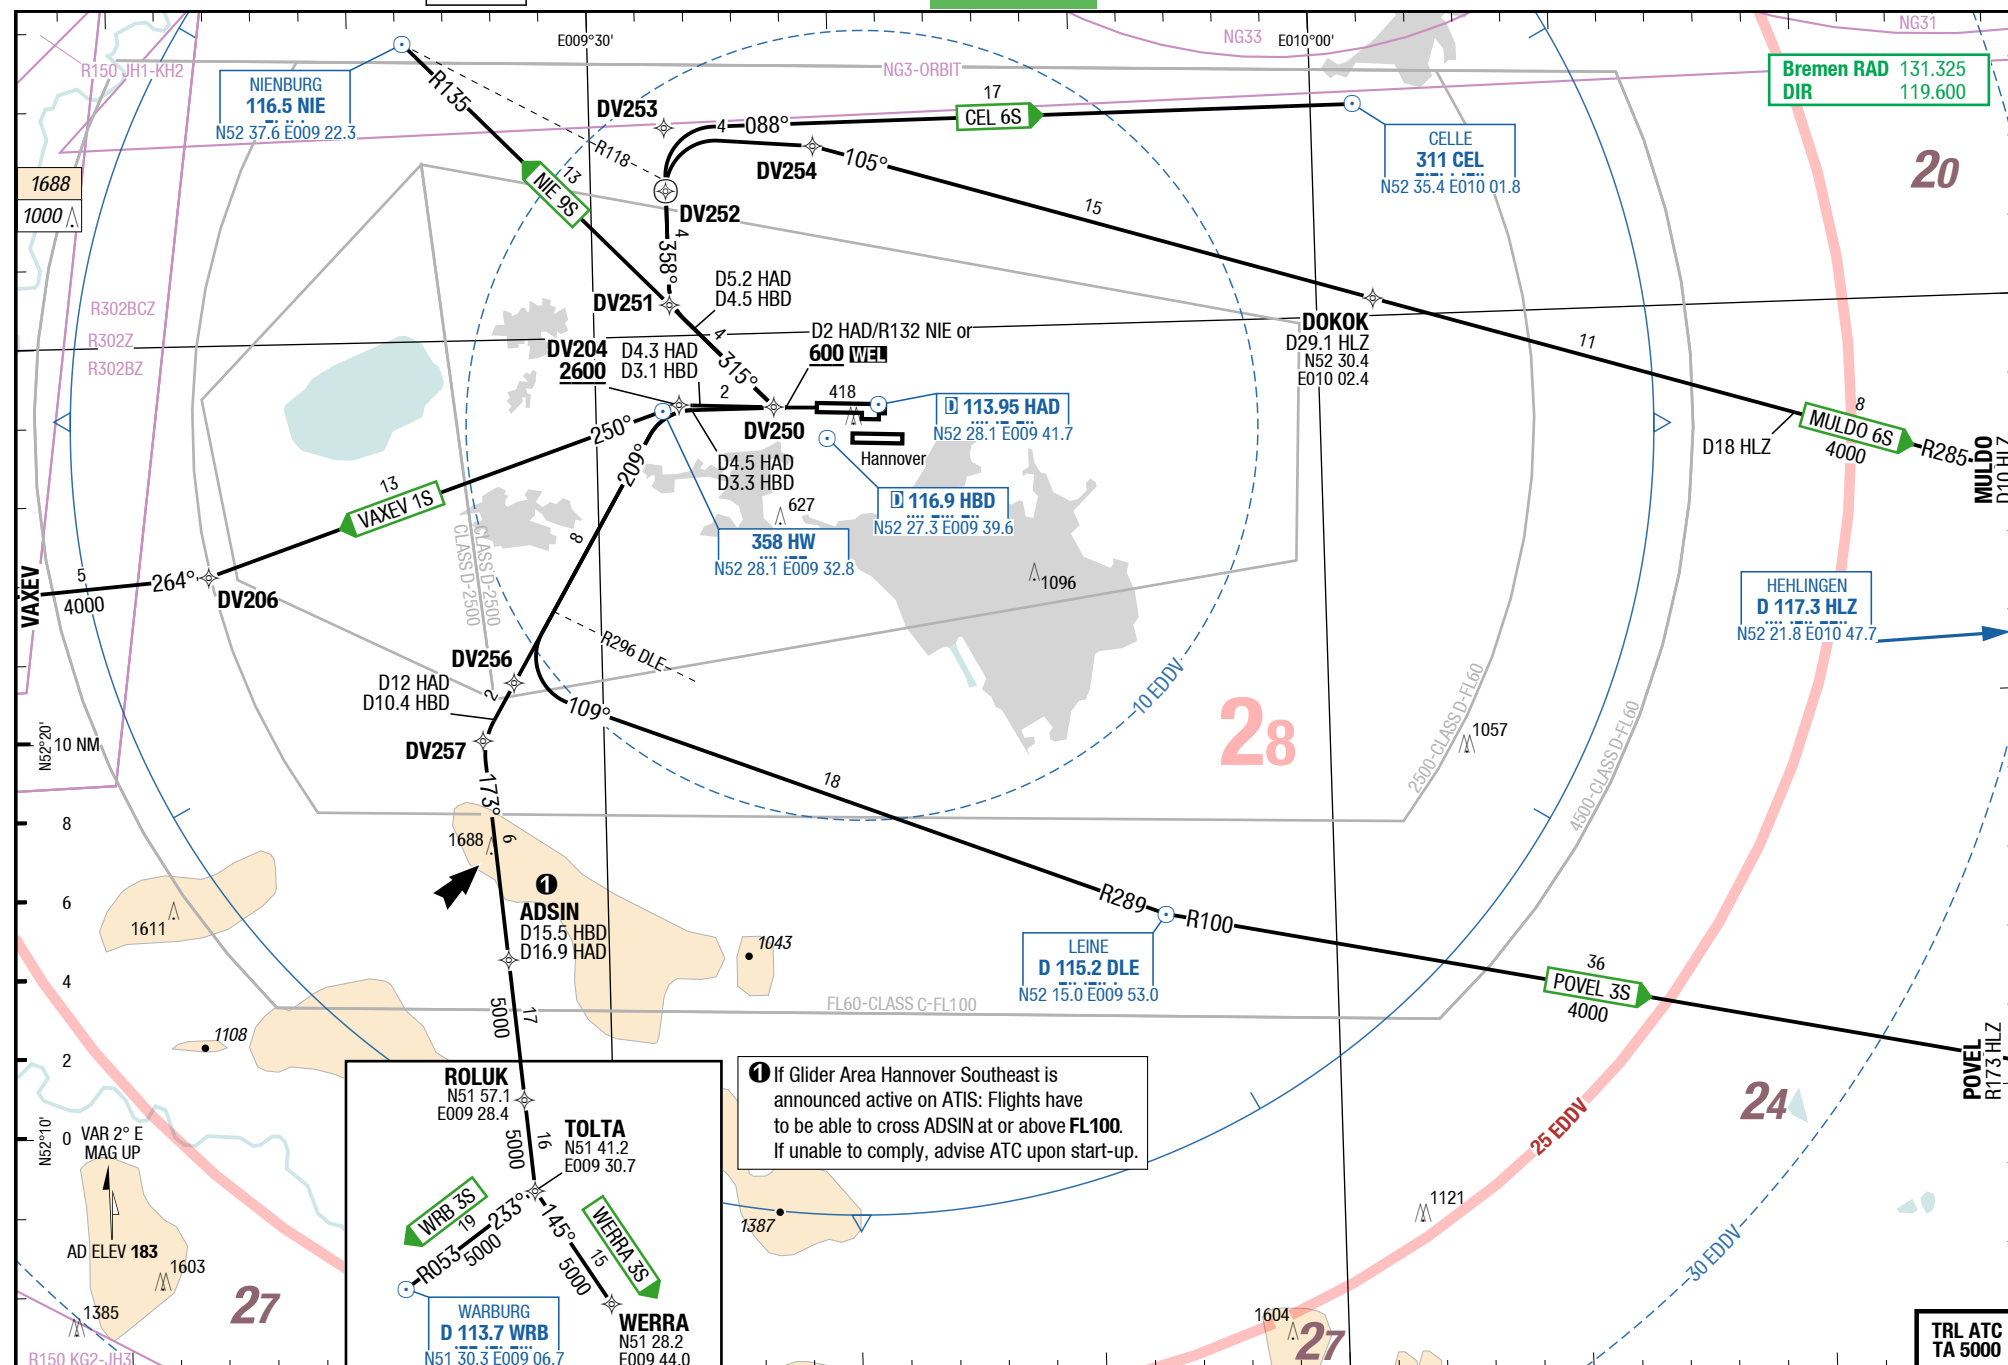 E009°30'
E010°00'
NG33
NG31
R150 JH1-KH2
NG3-ORBIT
Bremen RAD 131.325
DIR 119.600
NIENBURG
116.5 NIE
N52 37.6 E009 22.3
R135
R118
DV253
4
088°
17
CEL 6S
CELLE
311 CEL
N52 35.4 E010 01.8
20
1688
1000
13
NIE 9S
DV254
105°
15
DV252
4
358°
DV251
D5.2 HAD
D4.5 HBD
R302BCZ
R302Z
R302BZ
4
315°
D2 HAD/R132 NIE or
600 WEL
DV204
2600
D4.3 HAD
D3.1 HBD
2
418
DOKOK
D29.1 HLZ
N52 30.4
E010 02.4
11
8
MULDO 6S
4000
D18 HLZ
R285
MULDO
D10 HLZ
D 113.95 HAD
N52 28.1 E009 41.7
DV250
Hannover
250°
209°
D4.5 HAD
D3.3 HBD
627
D 116.9 HBD
N52 27.3 E009 39.6
358 HW
N52 28.1 E009 32.8
13
VAXEV 1S
CLASS D-2500
CLASS D-2500
8
1096
VAXEV
5
4000
264°
DV206
HEHLINGEN
D 117.3 HLZ
N52 21.8 E010 47.7
R296 DLE
DV256
D12 HAD
D10.4 HBD
2
109°
10 EDDV
28
2500-CLASS D-FL60
4500-CLASS D-FL60
1057
N52°20'
10 NM
DV257
173°
18
8
1688
6
1
ADSIN
D15.5 HBD
D16.9 HAD
6
1611
1043
R289
R100
LEINE
D 115.2 DLE
N52 15.0 E009 53.0
36
POVEL 3S
4000
4
5000
17
FL60-CLASS C-FL100
1108
2
POVEL
R173 HLZ
ROLUK
N51 57.1
E009 28.4
1 If Glider Area Hannover Southeast is
announced active on ATIS: Flights have
to be able to cross ADSIN at or above FL100.
If unable to comply, advise ATC upon start-up.
24
25 EDDV
N52°10'
0
VAR 2° E
MAG UP
5000
16
TOLTA
N51 41.2
E009 30.7
WRB 3S
19
233°
R053
5000
145°
WERRA 3S
15
5000
1387
1121
30 EDDV
AD ELEV 183
1603
27
1385
R150 KG2-JH3
WARBURG
D 113.7 WRB
N51 30.3 E009 06.7
WERRA
N51 28.2
E009 44.0
1604
27
TRL ATC
TA 5000